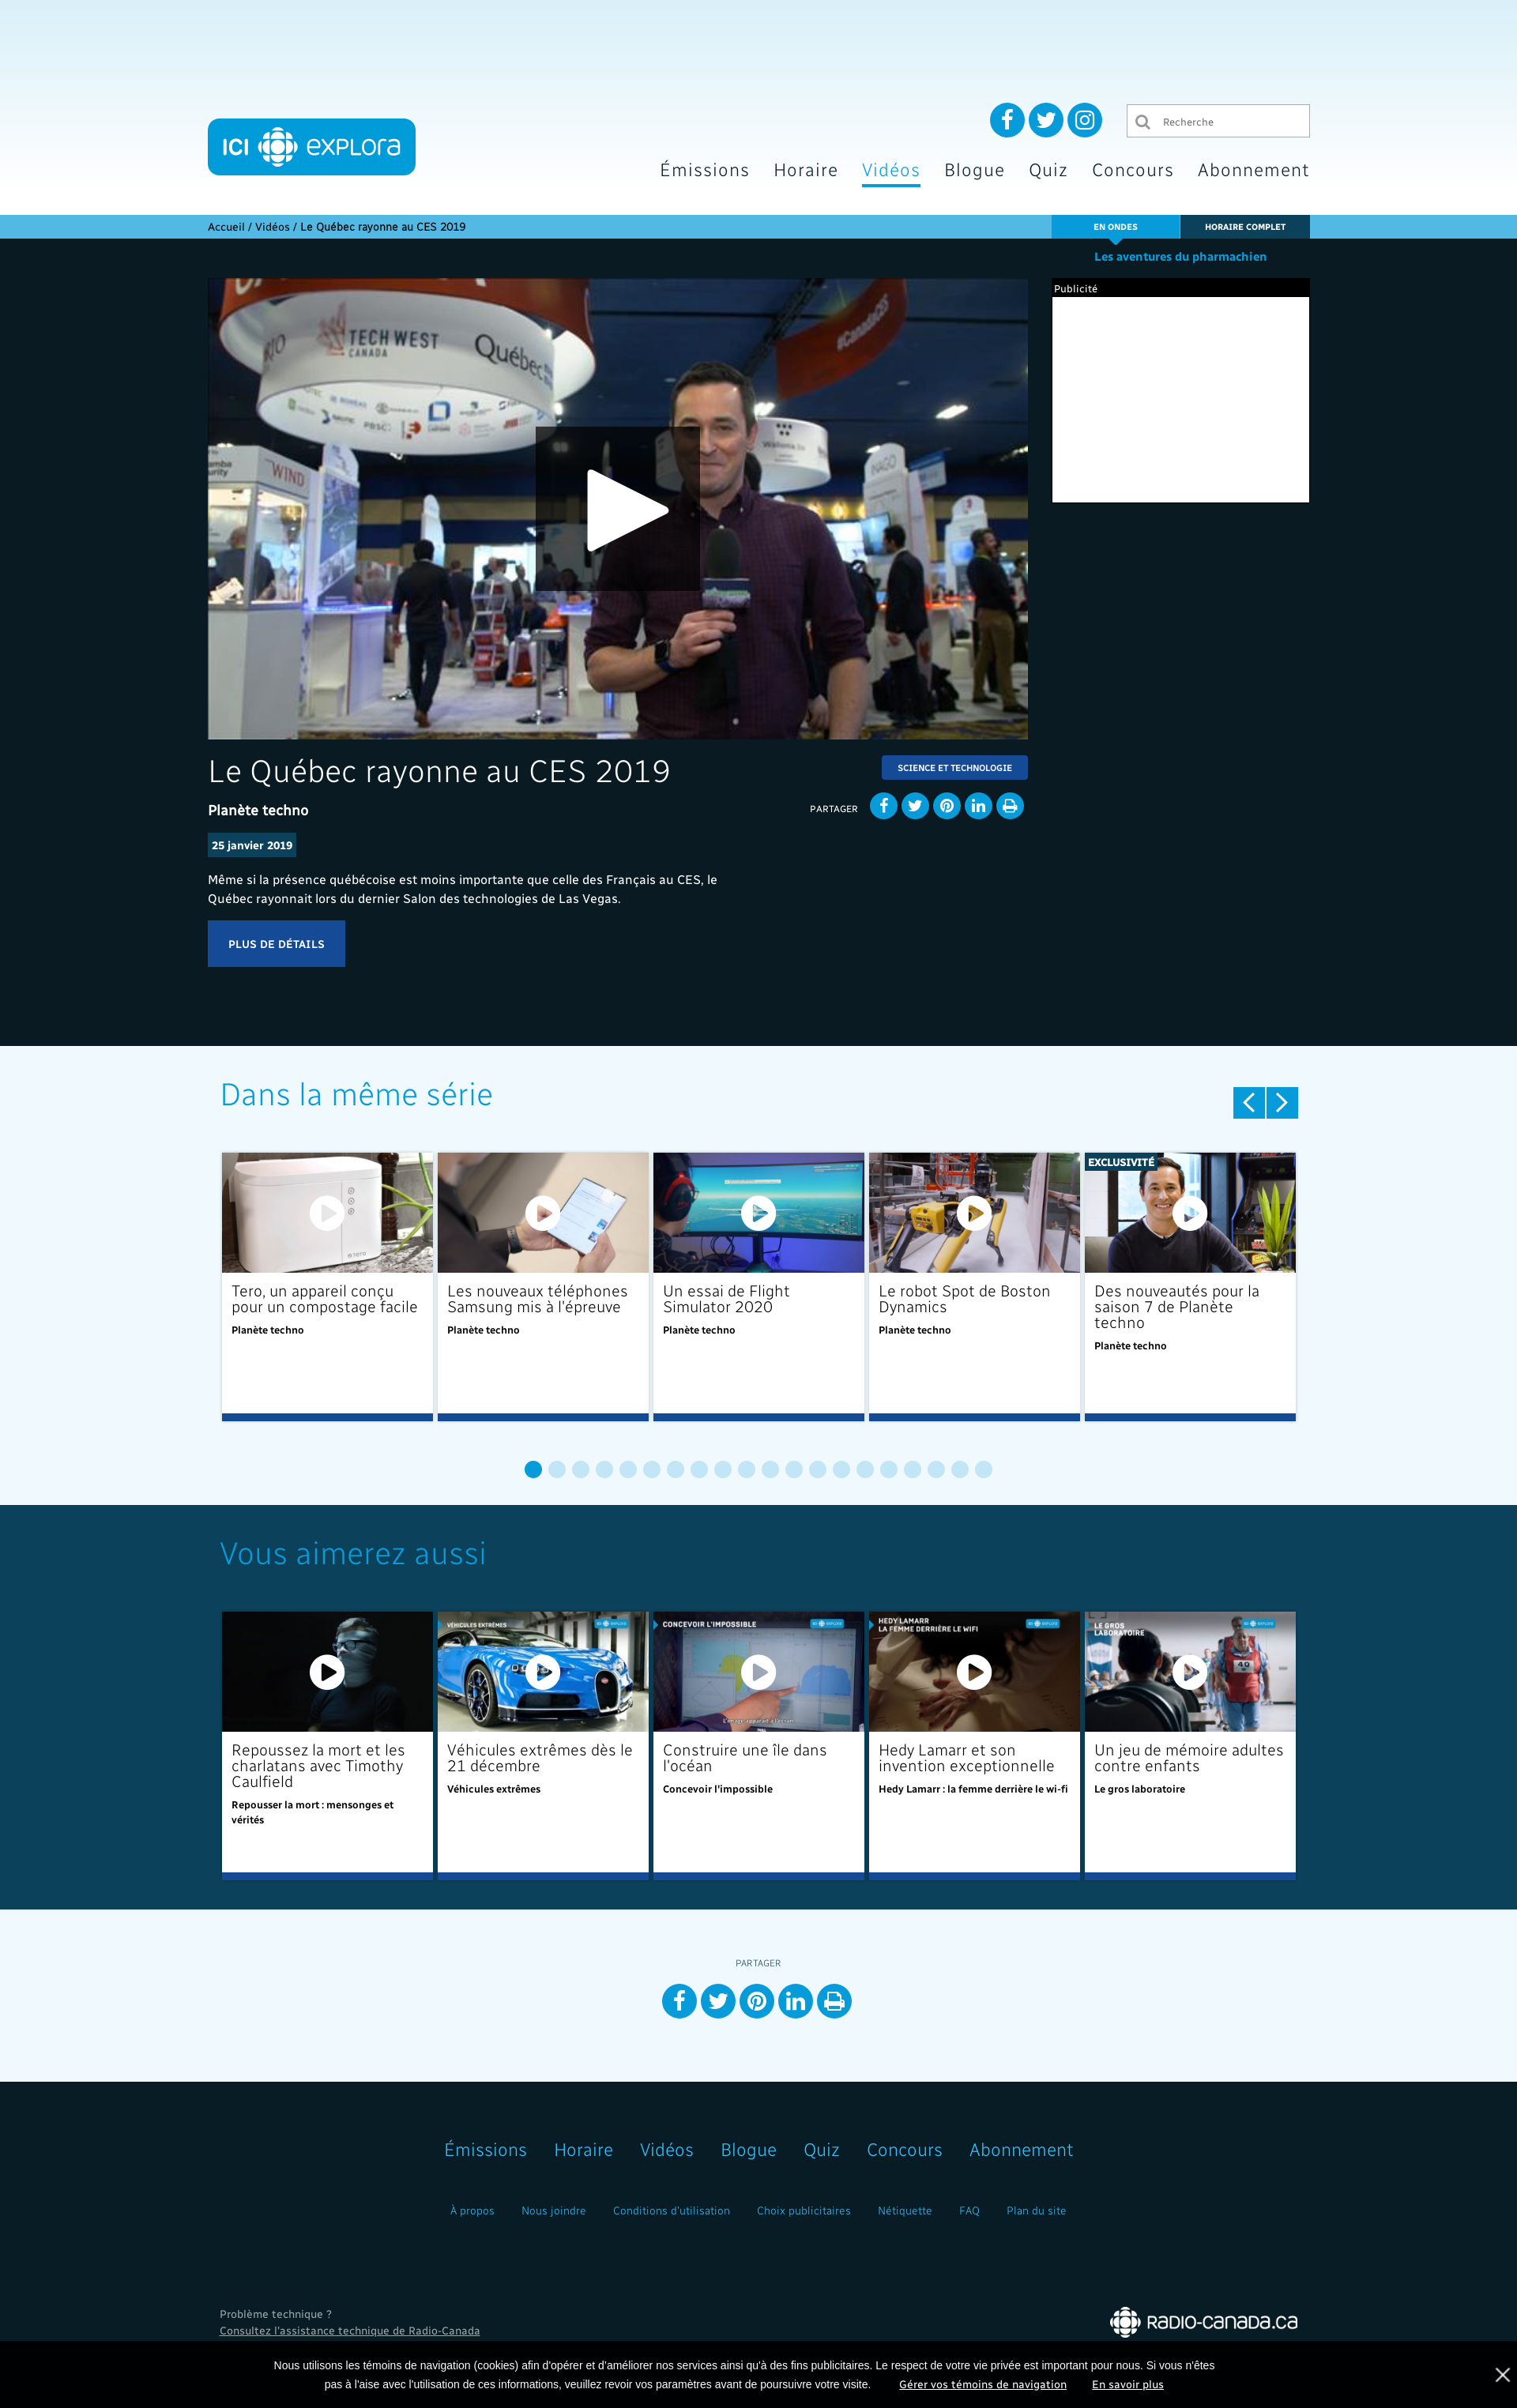 ICI explora
Recherche
Émissions Horaire Vidéos Blogue Quiz Concours Abonnement
Accueil / Vidéos / Le Québec rayonne au CES 2019
EN ONDES
HORAIRE COMPLET
Les aventures du pharmachien
Publicité
RIO
TECH WEST
CANADA
Québec
#CanadaCES
WIND
Le Québec rayonne au CES 2019
SCIENCE ET TECHNOLOGIE
Planète techno
PARTAGER
25 janvier 2019
Même si la présence québécoise est moins importante que celle des Français au CES, le
Québec rayonnait lors du dernier Salon des technologies de Las Vegas.
PLUS DE DÉTAILS
Dans la même série
EXCLUSIVITÉ
Tero, un appareil conçu
pour un compostage facile
Planète techno
Les nouveaux téléphones
Samsung mis à l'épreuve
Planète techno
Un essai de Flight
Simulator 2020
Planète techno
Le robot Spot de Boston
Dynamics
Planète techno
Des nouveautés pour la
saison 7 de Planète
techno
Planète techno
Vous aimerez aussi
Repoussez la mort et les
charlatans avec Timothy
Caulfield
Repousser la mort : mensonges et
vérités
VÉHICULES EXTRÊMES
Véhicules extrêmes dès le
21 décembre
Véhicules extrêmes
CONCEVOIR L'IMPOSSIBLE
L'image apparaît à l'écran
Construire une île dans
l'océan
Concevoir l'impossible
HEDY LAMARR
LA FEMME DERRIÈRE LE WIFI
Hedy Lamarr et son
invention exceptionnelle
Hedy Lamarr : la femme derrière le wi-fi
LE GROS
LABORATOIRE
Un jeu de mémoire adultes
contre enfants
Le gros laboratoire
PARTAGER
Émissions Horaire Vidéos Blogue Quiz Concours Abonnement
À propos Nous joindre Conditions d'utilisation Choix publicitaires Nétiquette FAQ Plan du site
Problème technique ?
Consultez l'assistance technique de Radio-Canada
RADIO-CANADA.CA
Nous utilisons les témoins de navigation (cookies) afin d'opérer et d'améliorer nos services ainsi qu'à des fins publicitaires. Le respect de votre vie privée est important pour nous. Si vous n'êtes
pas à l'aise avec l'utilisation de ces informations, veuillez revoir vos paramètres avant de poursuivre votre visite. Gérer vos témoins de navigation En savoir plus